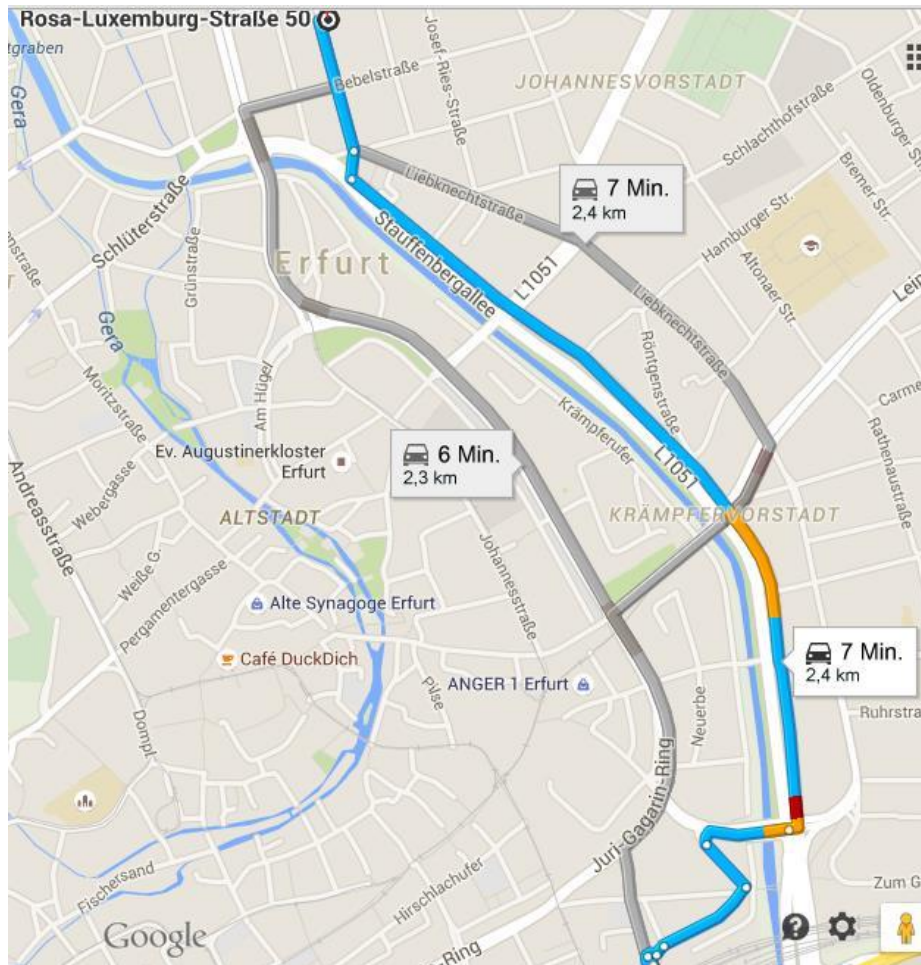 Rosa-Luxemburg-Straße 50
tgraben
Gera
Bebelstraße
Josef-Ries-Straße
JOHANNESVORSTADT
Schlachthofstraße
Oldenburger Str.
Bremer Str.
Schlüterstraße
Liebknechtstraße
7 Min.
2,4 km
Hamburger Str.
Altonaer Str.
Grünstraße
Erfurt
Stauffenbergallee
L1051
Liebknechtstraße
Lein
Gera
Moritzstraße
Am Hügel
Röntgenstraße
Krämpferufer
Carme
Rathenaustraße
Ev. Augustinerkloster
Erfurt
6 Min.
2,3 km
L1051
Andreasstraße
Webergasse
ALTSTADT
KRÄMPFERVORSTADT
Weiße G.
Johannesstraße
Pergamentergasse
Alte Synagoge Erfurt
Café DuckDich
ANGER 1 Erfurt
7 Min.
2,4 km
Pilse
Neuerbe
Ruhrstra
Dompl.
Juri-Gagarin-Ring
Fischersand
Hirschlachufer
Zum G
Google
-Ring